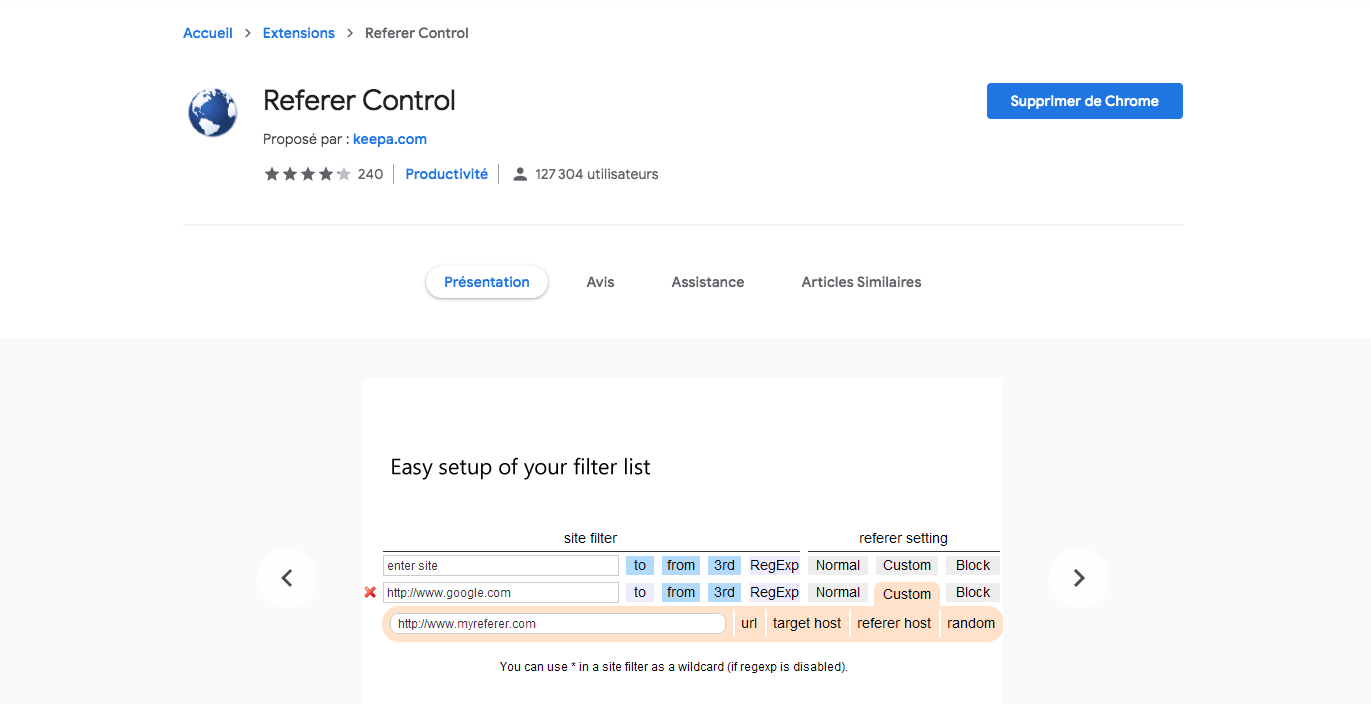 Accueil > Extensions > Referer Control
Referer Control
Supprimer de Chrome
Proposé par : keepa.com
240 Productivité 127 304 utilisateurs
Présentation Avis Assistance Articles Similaires
Easy setup of your filter list
site filter referer setting
enter site to from 3rd RegExp Normal Custom Block
http://www.google.com to from 3rd RegExp Normal Custom Block
http://www.myreferer.com url target host referer host random
You can use * in a site filter as a wildcard (if regexp is disabled).